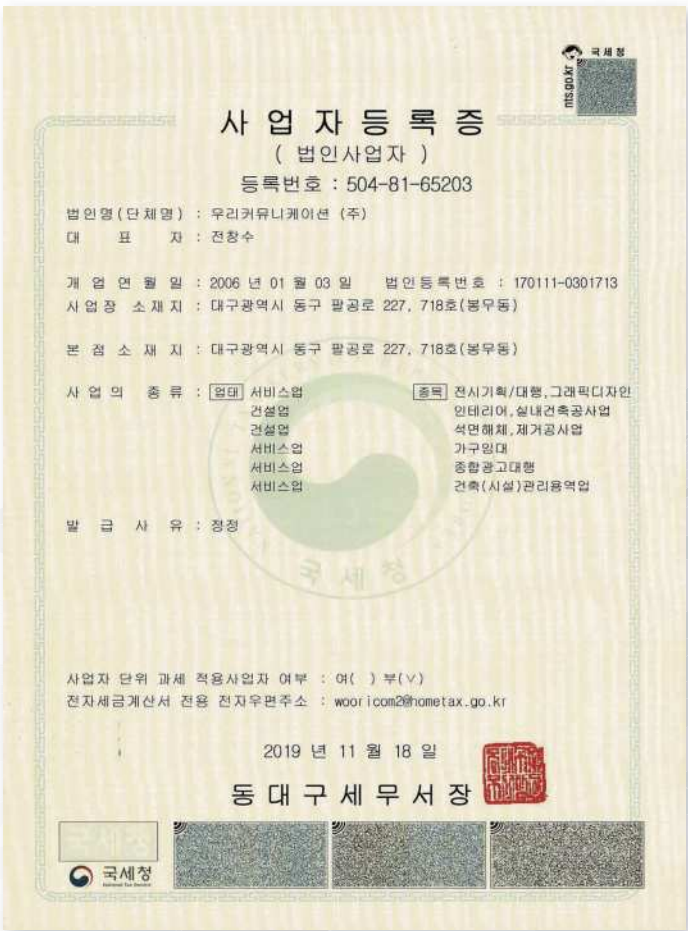 국세청
nts.go.kr
사업자등록증
( 법인사업자 )
등록번호 : 504-81-65203
법인명(단체명) : 우리커뮤니케이션 (주)
대 표 자 : 전창수
개 업 연 월 일 : 2006 년 01 월 03 일 법인등록번호 : 170111-0301713
사업장 소재지 : 대구광역시 동구 팔공로 227, 718호(봉무동)
본 점 소 재 지 : 대구광역시 동구 팔공로 227, 718호(봉무동)
사 업 의 종 류 : 업태 서비스업 종목 전시기획/대행,그래픽디자인
건설업 인테리어,실내건축공사업
건설업 석면해체,제거공사업
서비스업 가구임대
서비스업 종합광고대행
서비스업 건축(시설)관리용역업
발 급 사 유 : 정정
국세청
사업자 단위 과세 적용사업자 여부 : 여( ) 부(∨)
전자세금계산서 전용 전자우편주소 : wooricom2@hometax.go.kr
2019 년 11 월 18 일
동대구세무서장
국세청
국세청
National Tax Service